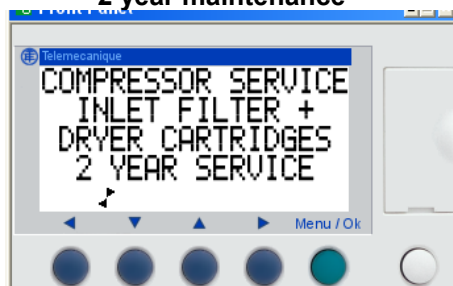 2 year maintenance
Front Panel
Telemecanique
COMPRESSOR SERVICE
INLET FILTER +
DRYER CARTRIDGES
2 YEAR SERVICE
Menu / Ok